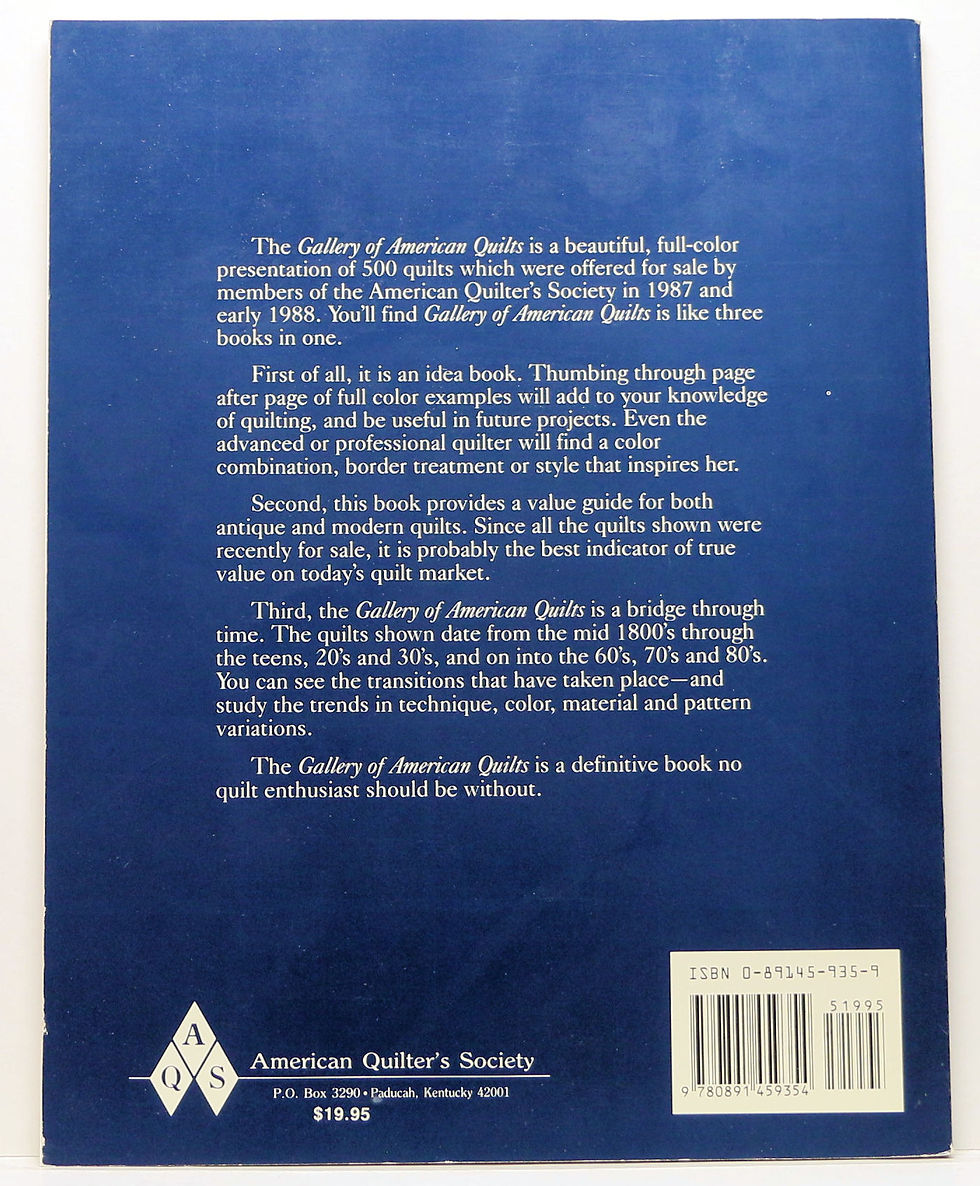 The Gallery of American Quilts is a beautiful, full-color
presentation of 500 quilts which were offered for sale by
members of the American Quilter's Society in 1987 and
early 1988. You'll find Gallery of American Quilts is like three
books in one.
First of all, it is an idea book. Thumbing through page
after page of full color examples will add to your knowledge
of quilting, and be useful in future projects. Even the
advanced or professional quilter will find a color
combination, border treatment or style that inspires her.
Second, this book provides a value guide for both
antique and modern quilts. Since all the quilts shown were
recently for sale, it is probably the best indicator of true
value on today's quilt market.
Third, the Gallery of American Quilts is a bridge through
time. The quilts shown date from the mid 1800's through
the teens, 20's and 30's, and on into the 60's, 70's and 80's.
You can see the transitions that have taken place—and
study the trends in technique, color, material and pattern
variations.
The Gallery of American Quilts is a definitive book no
quilt enthusiast should be without.
A
Q S
American Quilter's Society
P.O. Box 3290 • Paducah, Kentucky 42001
$19.95
ISBN 0-89145-935-9
51995
9 780891 459354